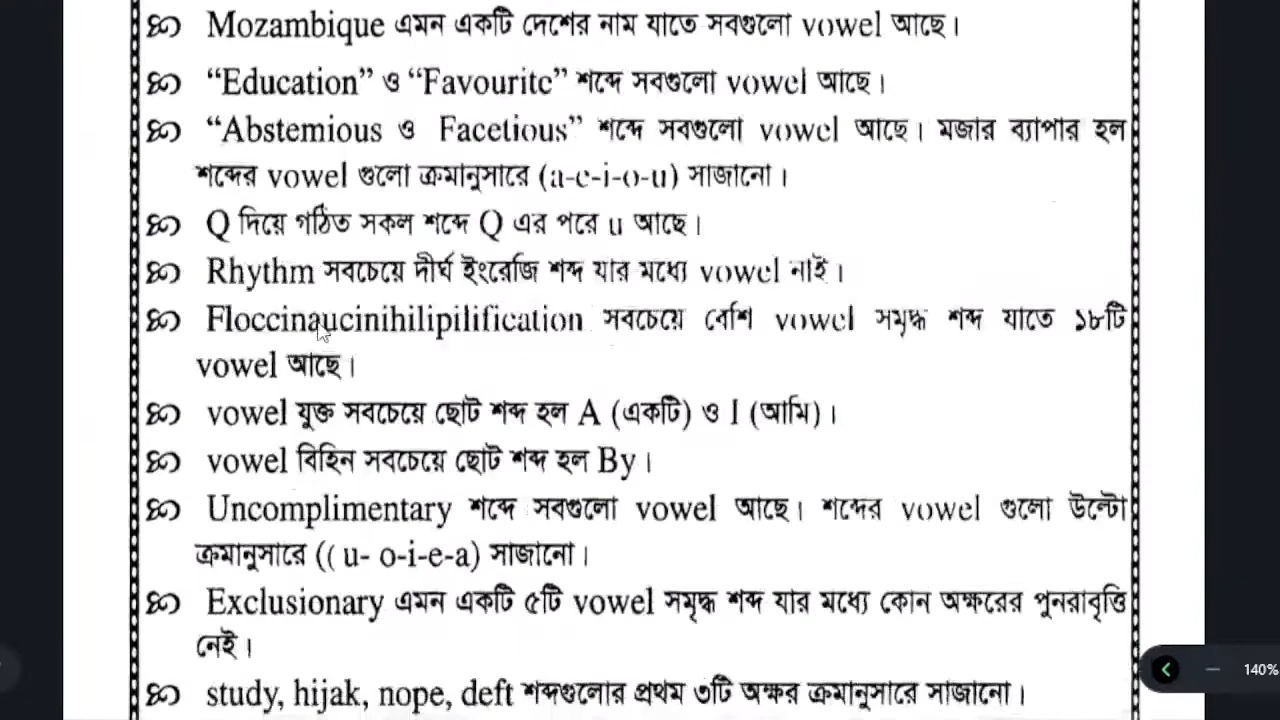 Mozambique এমন একটি দেশের নাম যাতে সবগুলো vowel আছে।
“Education” ও “Favourite” শব্দে সবগুলো vowel আছে।
“Abstemious ও Facetious” শব্দে সবগুলো vowel আছে। মজার ব্যাপার হল
শব্দের vowel গুলো ক্রমানুসারে (a-e-i-o-u) সাজানো।
Q দিয়ে গঠিত সকল শব্দে Q এর পরে u আছে।
Rhythm সবচেয়ে দীর্ঘ ইংরেজি শব্দ যার মধ্যে vowel নাই।
Floccinaucinihilipilification সবচেয়ে বেশি vowel সমৃদ্ধ শব্দ যাতে ১৮টি
vowel আছে।
vowel যুক্ত সবচেয়ে ছোট শব্দ হল A (একটি) ও I (আমি)।
vowel বিহিন সবচেয়ে ছোট শব্দ হল By।
Uncomplimentary শব্দে সবগুলো vowel আছে। শব্দের vowel গুলো উল্টো
ক্রমানুসারে (( u- o-i-e-a) সাজানো।
Exclusionary এমন একটি ৫টি vowel সমৃদ্ধ শব্দ যার মধ্যে কোন অক্ষরের পুনরাবৃত্তি
নেই।
study, hijak, nope, deft শব্দগুলোর প্রথম ৩টি অক্ষর ক্রমানুসারে সাজানো।
140%